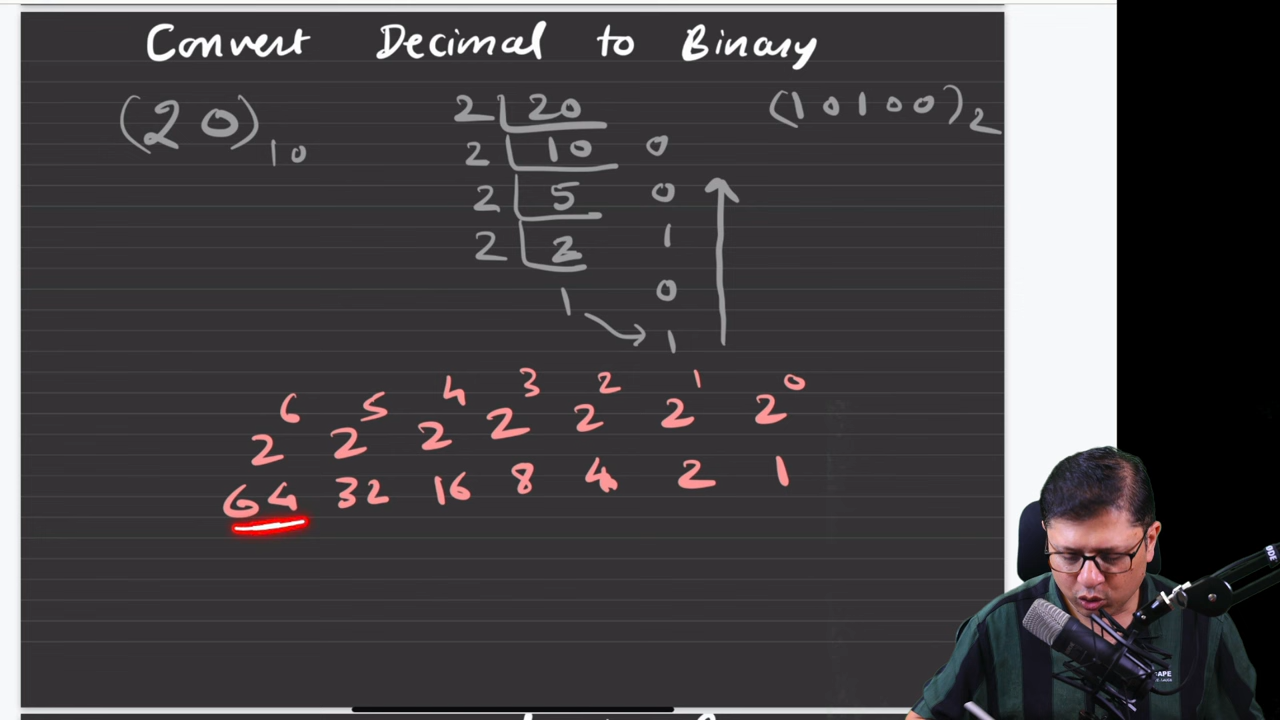 Convert Decimal to Binary
(20)10
2 20
2 10 0
2 5 0
2 2 1
1 0
1
(10100)2
2^6 2^5 2^4 2^3 2^2 2^1 2^0
64 32 16 8 4 2 1